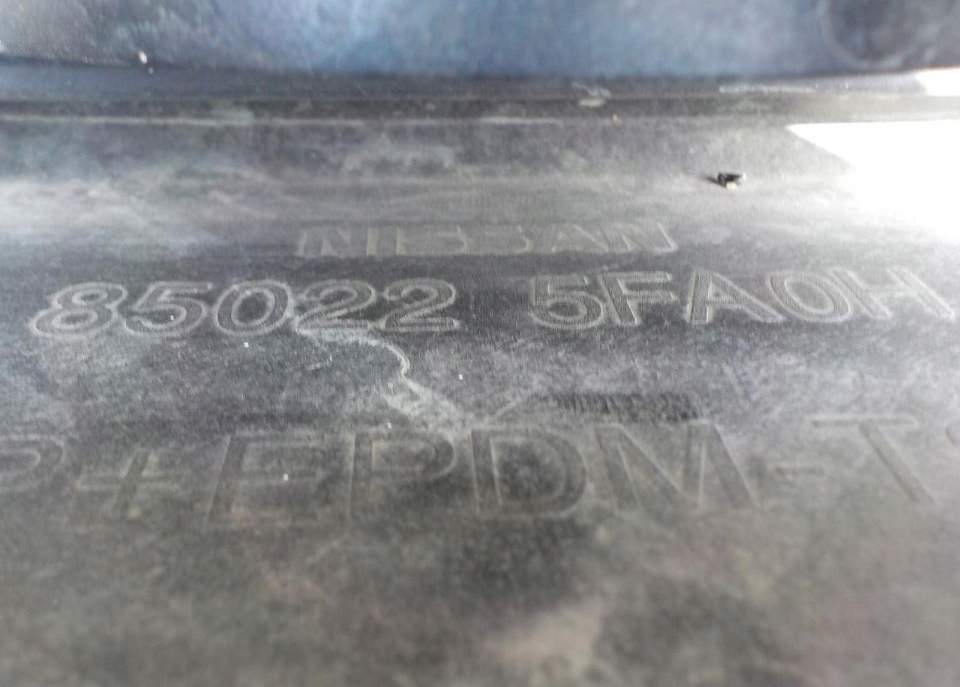 NISSAN
85022 5FA0H
P+EPDM-T